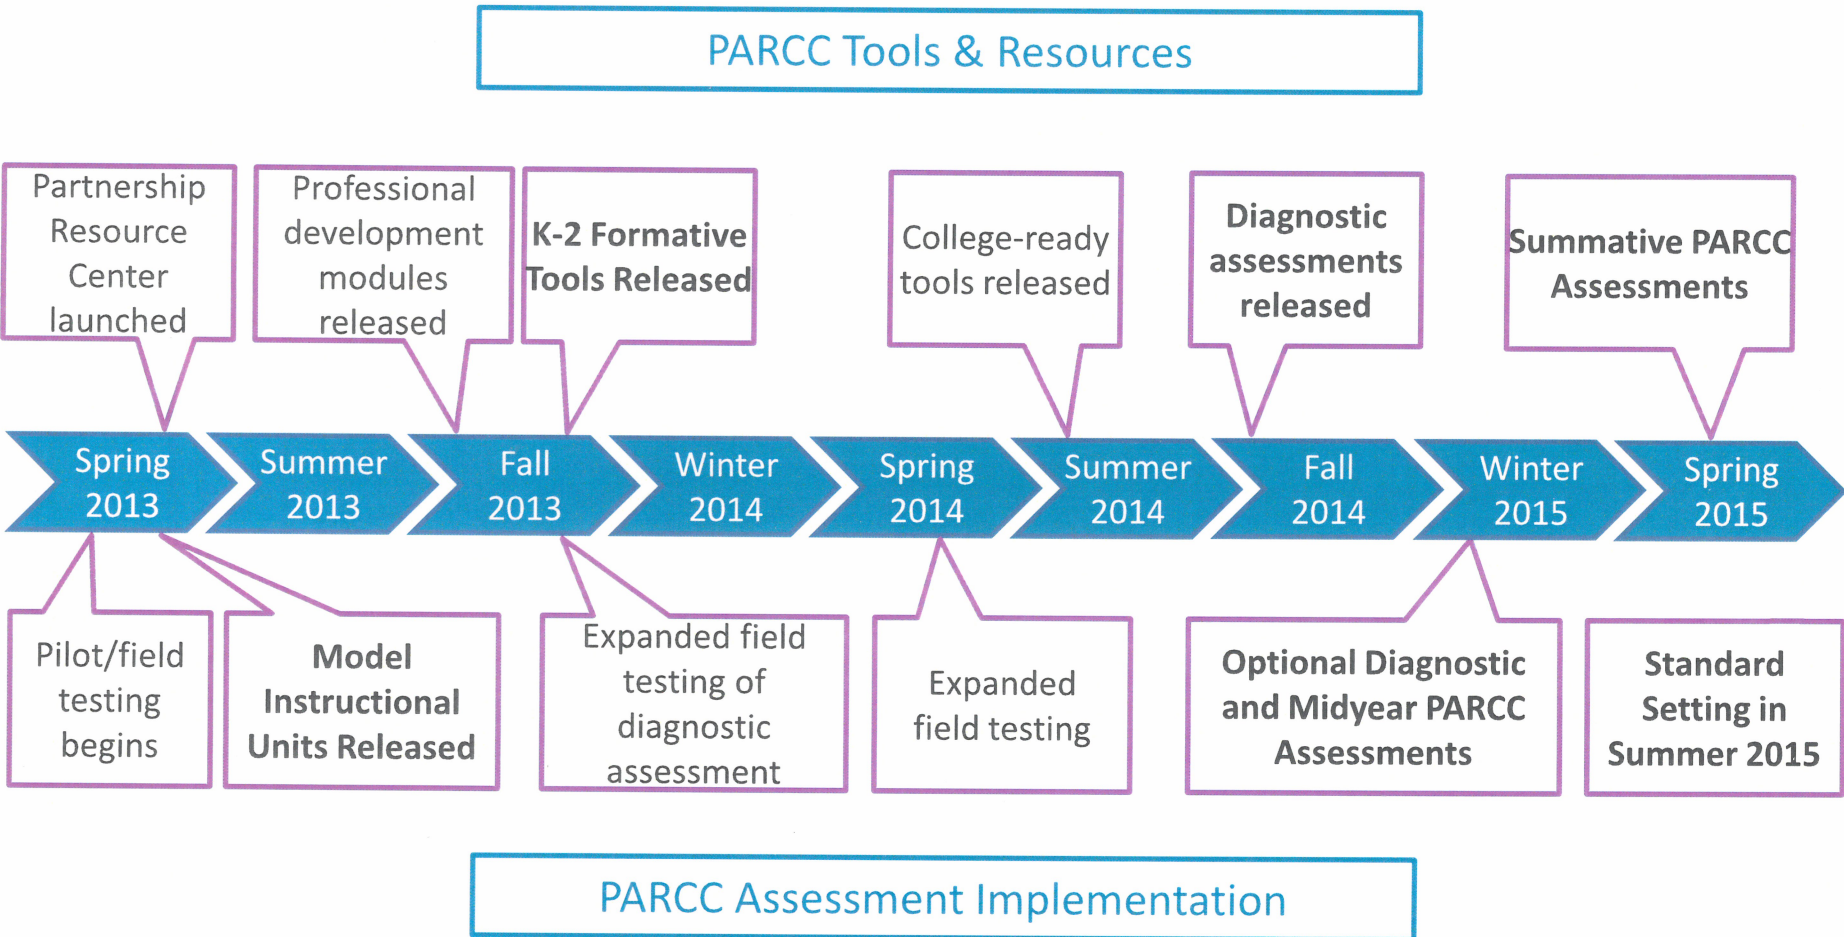 PARCC Tools & Resources
Partnership
Resource
Center
launched
Professional
development
modules
released
K-2 Formative
Tools Released
College-ready
tools released
Diagnostic
assessments
released
Summative PARCC
Assessments
Spring
2013
Summer
2013
Fall
2013
Winter
2014
Spring
2014
Summer
2014
Fall
2014
Winter
2015
Spring
2015
Pilot/field
testing
begins
Model
Instructional
Units Released
Expanded field
testing of
diagnostic
assessment
Expanded
field testing
Optional Diagnostic
and Midyear PARCC
Assessments
Standard
Setting in
Summer 2015
PARCC Assessment Implementation